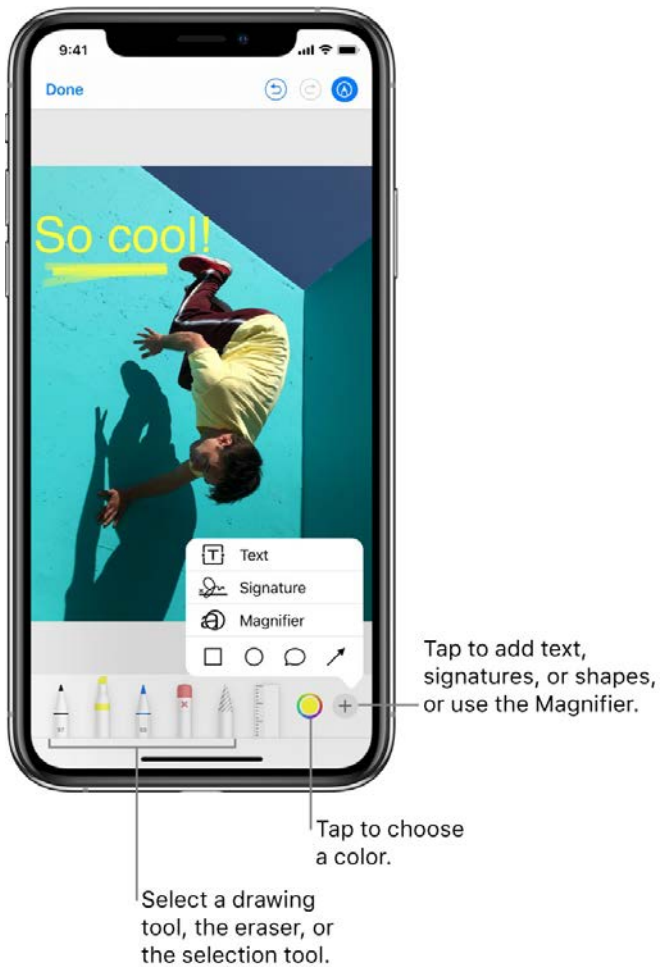 9:41
Done
So cool!
Text
Signature
Magnifier
Tap to add text,
signatures, or shapes,
or use the Magnifier.
Tap to choose
a color.
Select a drawing
tool, the eraser, or
the selection tool.